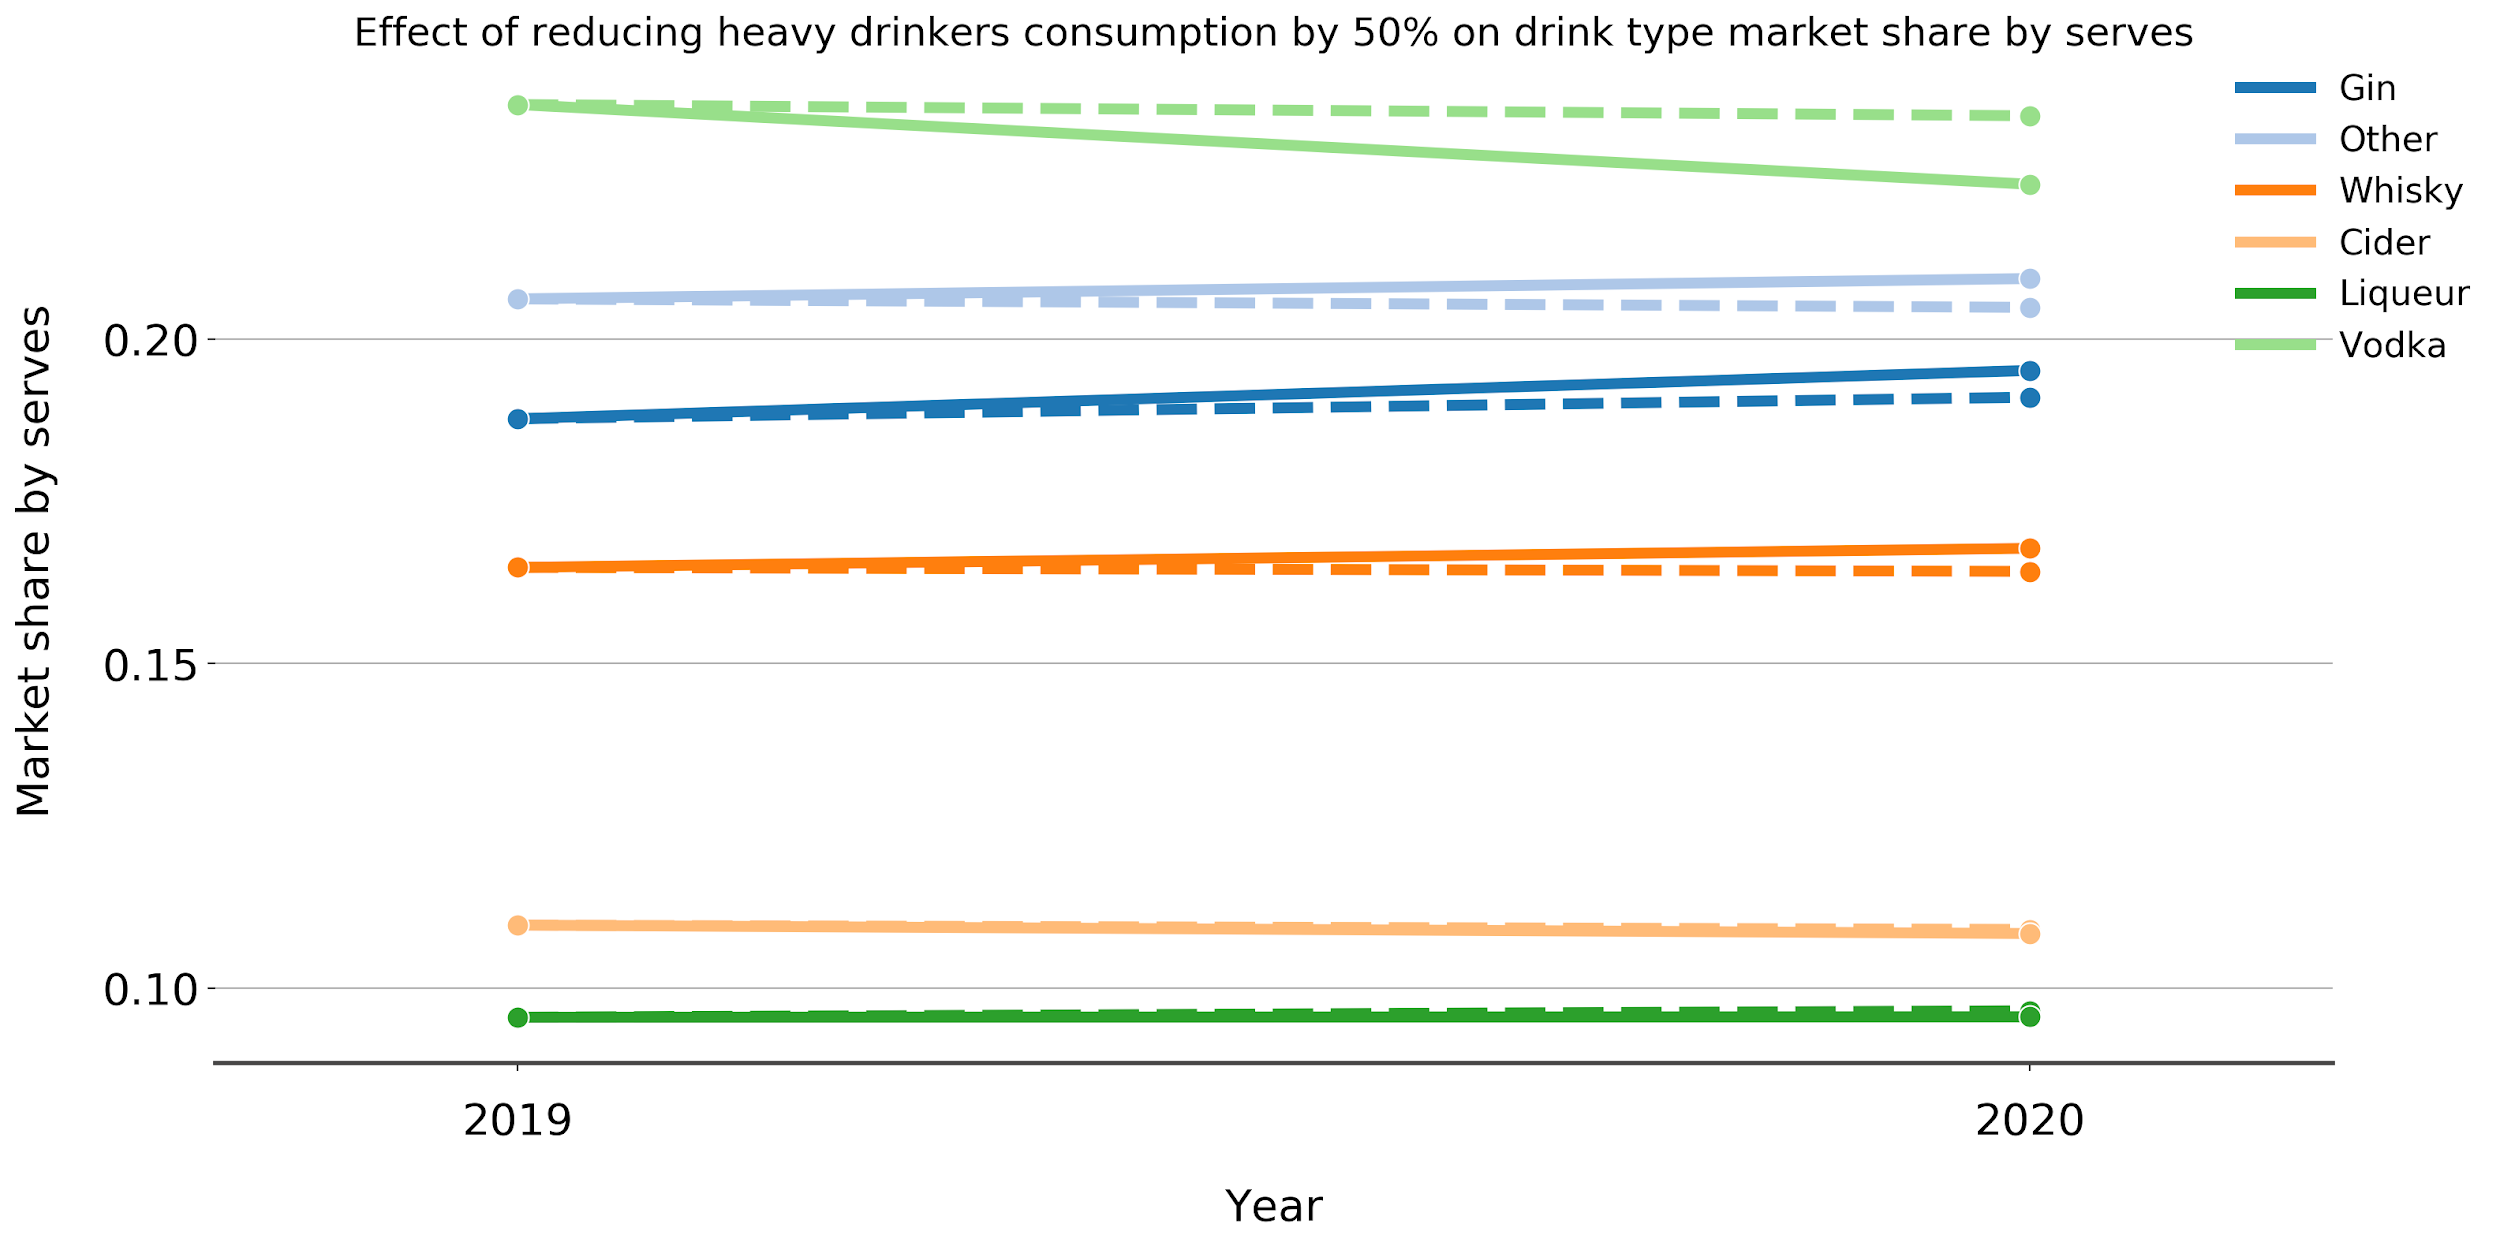 Effect of reducing heavy drinkers consumption by 50% on drink type market share by serves
Gin
Other
Whisky
Cider
Liqueur
Vodka
Market share by serves
0.20
0.15
0.10
2019
2020
Year